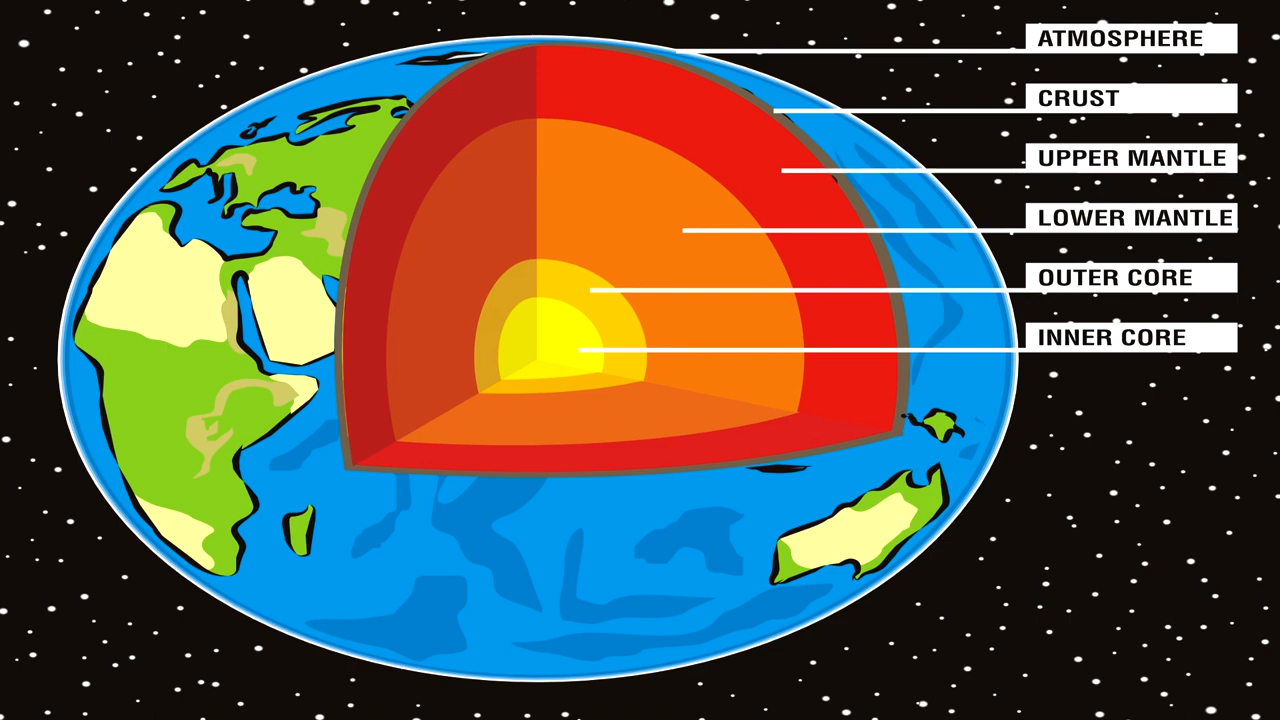 ATMOSPHERE
CRUST
UPPER MANTLE
LOWER MANTLE
OUTER CORE
INNER CORE